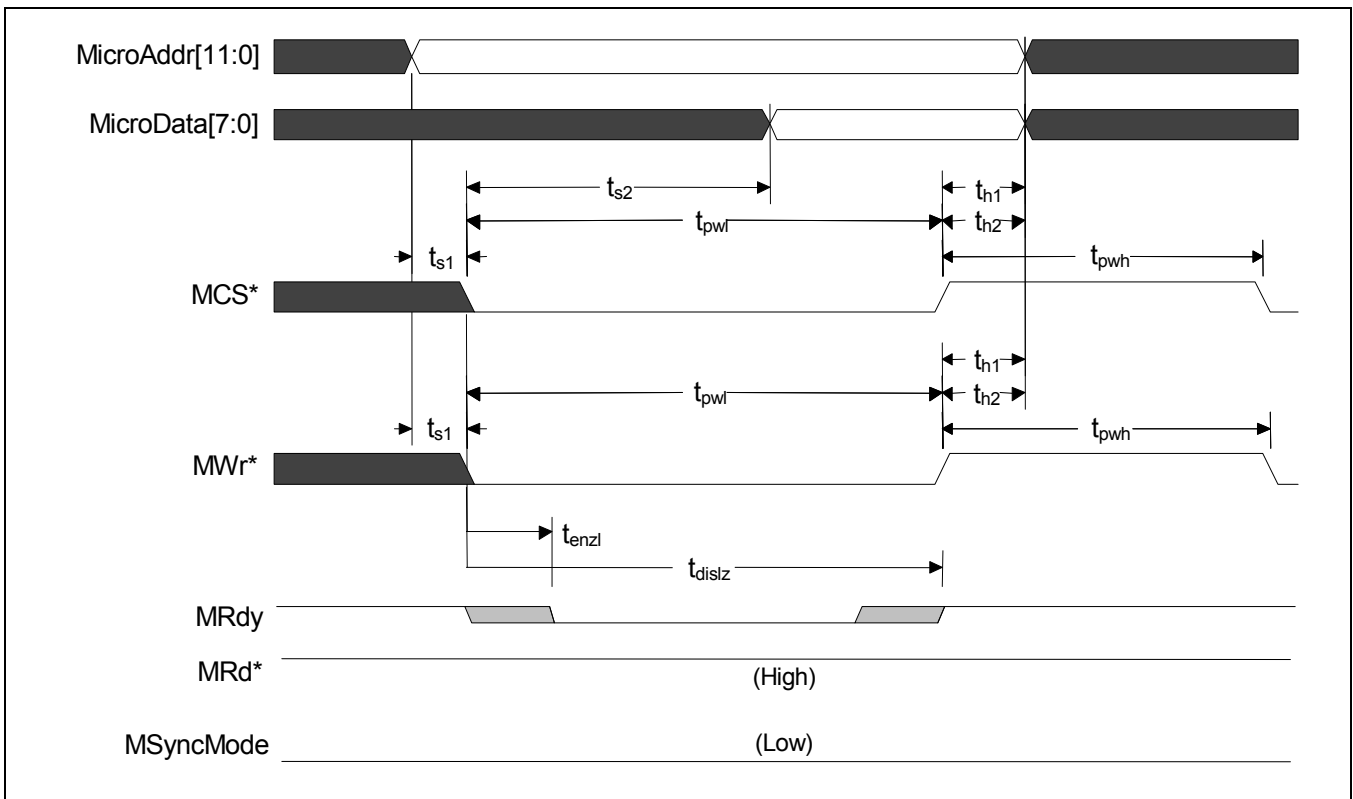 MicroAddr[11:0]
MicroData[7:0]
ts2
th1
tpwl
th2
ts1
tpwh
MCS*
th1
tpwl
th2
ts1
tpwh
MWr*
tenzl
tdislz
MRdy
MRd*
(High)
MSyncMode
(Low)